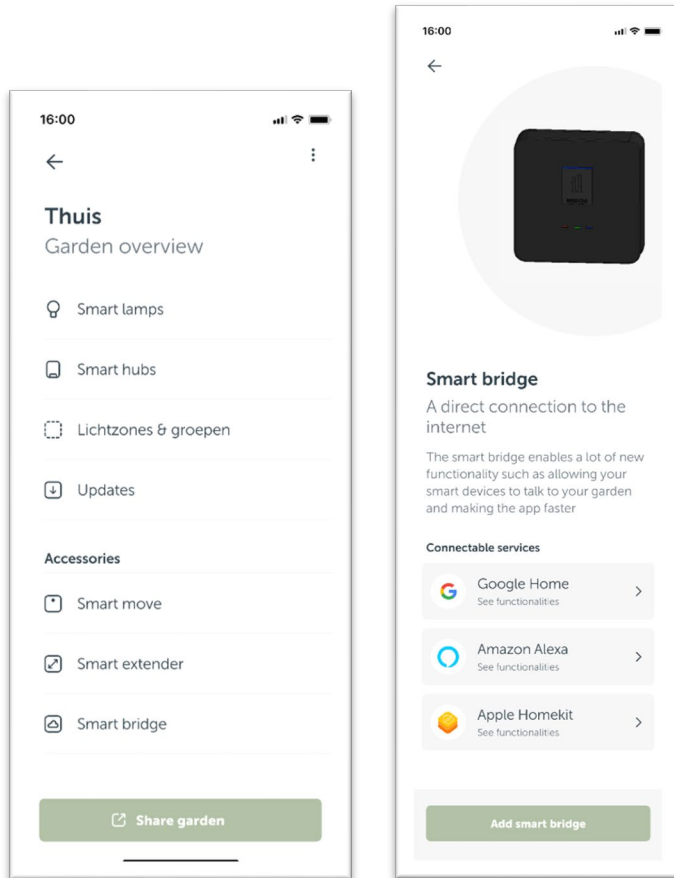 16:00
Thuis
Garden overview
Smart lamps
Smart hubs
Lichtzones & groepen
Updates
Accessories
Smart move
Smart extender
Smart bridge
Share garden
16:00
Smart bridge
A direct connection to the
internet
The smart bridge enables a lot of new
functionality such as allowing your
smart devices to talk to your garden
and making the app faster
Connectable services
Google Home
See functionalities
Amazon Alexa
See functionalities
Apple Homekit
See functionalities
Add smart bridge